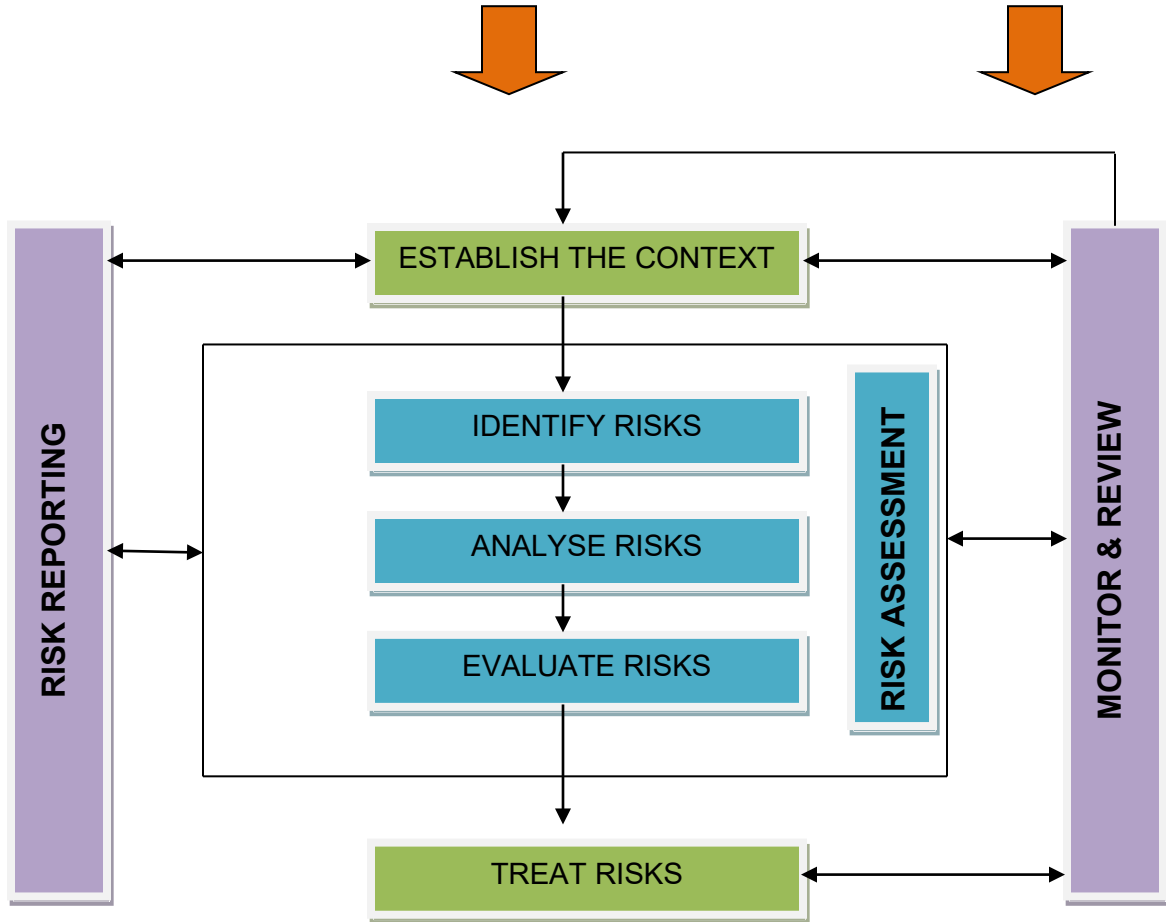 ESTABLISH THE CONTEXT
RISK REPORTING
IDENTIFY RISKS
ANALYSE RISKS
EVALUATE RISKS
RISK ASSESSMENT
MONITOR & REVIEW
TREAT RISKS